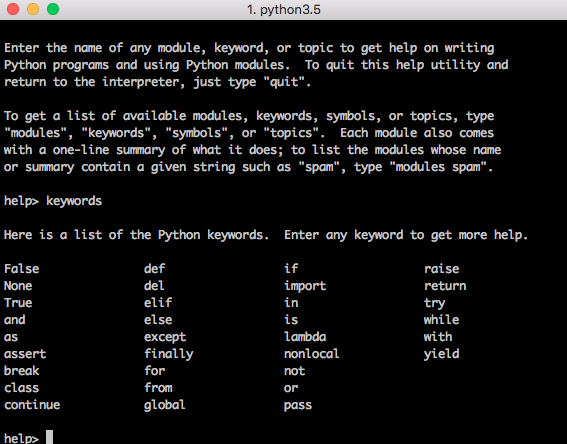 1. python3.5
Enter the name of any module, keyword, or topic to get help on writing
Python programs and using Python modules.  To quit this help utility and
return to the interpreter, just type "quit".
To get a list of available modules, keywords, symbols, or topics, type
"modules", "keywords", "symbols", or "topics".  Each module also comes
with a one-line summary of what it does; to list the modules whose name
or summary contain a given string such as "spam", type "modules spam".
help> keywords
Here is a list of the Python keywords.  Enter any keyword to get more help.
False               def                 if                  raise
None                del                 import              return
True                elif                in                  try
and                 else                is                  while
as                  except              lambda              with
assert              finally             nonlocal            yield
break               for                 not
class               from                or
continue            global              pass
help>